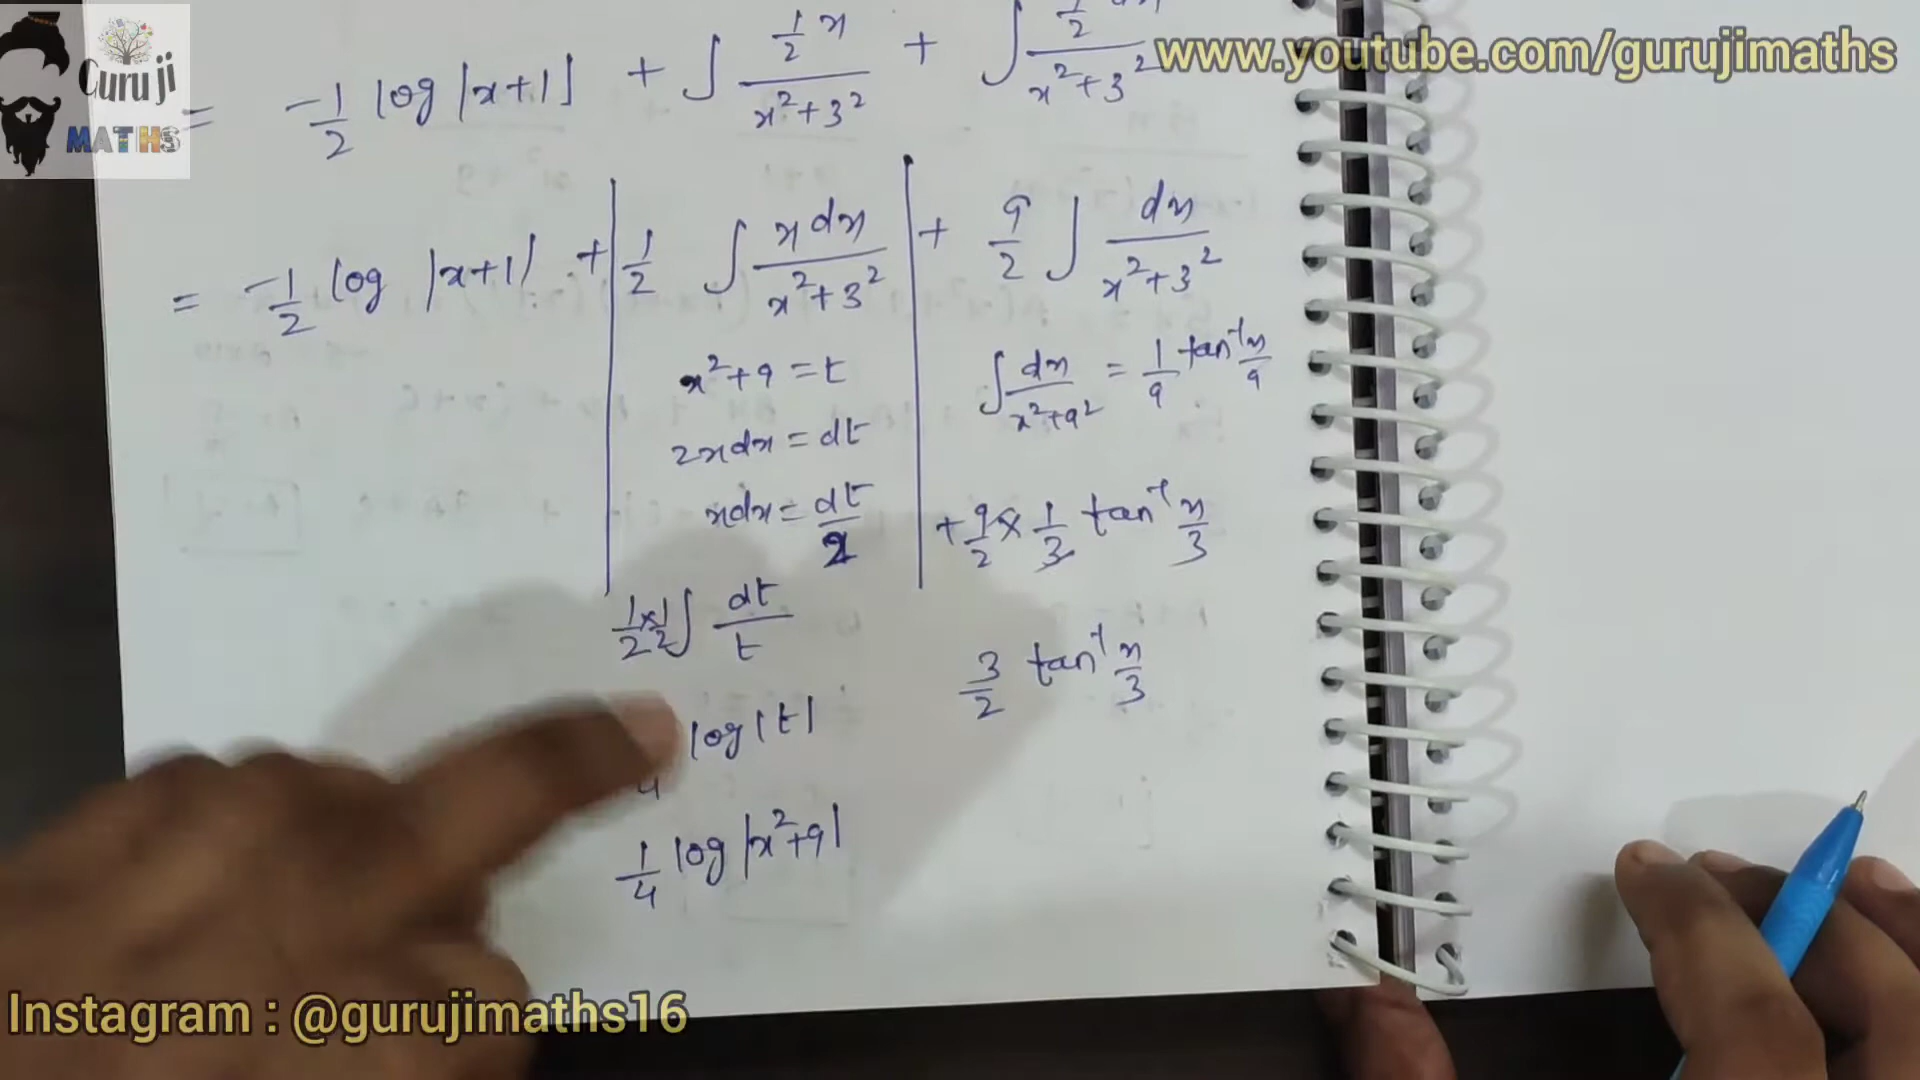 Guru ji
MATHS
www.youtube.com/gurujimaths
= -1/2 log |x+1| + ∫ 1/2 x / x²+3² + ∫ / x²+3²
= -1/2 log |x+1| + 1/2 ∫ x dx / x²+3² + 9/2 ∫ dx / x²+3²
x²+9 = t
2x dx = dt
x dx = dt/2
1/2 × 1/2 ∫ dt/t
log |t|
4
1/4 log |x²+9|
∫ dx / x²+a² = 1/a tan⁻¹ x/a
+ 9/2 × 1/3 tan⁻¹ x/3
3/2 tan⁻¹ x/3
Instagram : @gurujimaths16